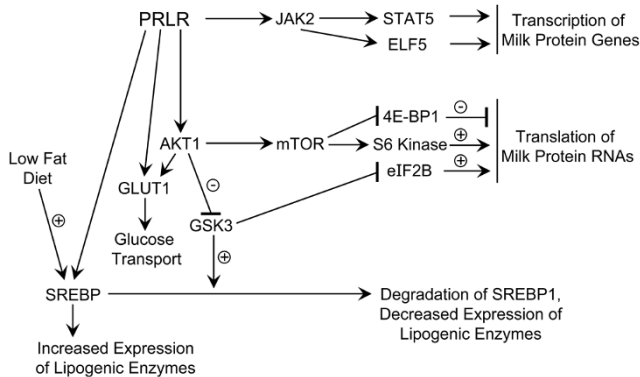 PRLR
JAK2
STAT5
ELF5
Transcription of
Milk Protein Genes
AKT1
mTOR
4E-BP1
S6 Kinase
eIF2B
⊖
⊕
⊕
Translation of
Milk Protein RNAs
Low Fat
Diet
⊕
GLUT1
Glucose
Transport
⊖
GSK3
⊕
SREBP
Increased Expression
of Lipogenic Enzymes
Degradation of SREBP1,
Decreased Expression of
Lipogenic Enzymes